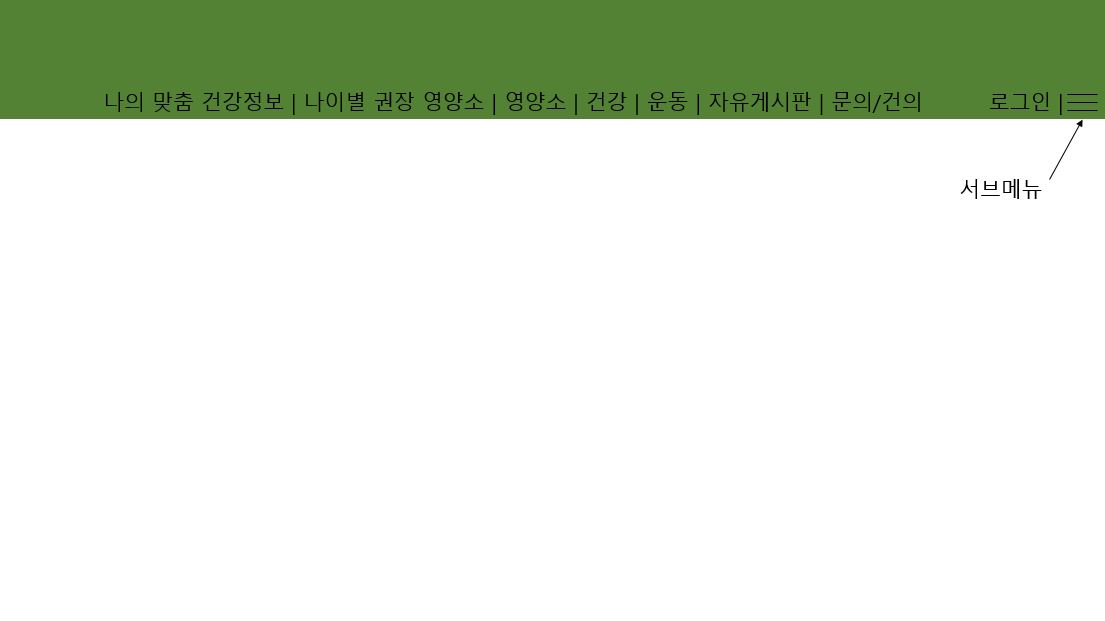 나의 맞춤 건강정보 | 나이별 권장 영양소 | 영양소 | 건강 | 운동 | 자유게시판 | 문의/건의 로그인 |
서브메뉴